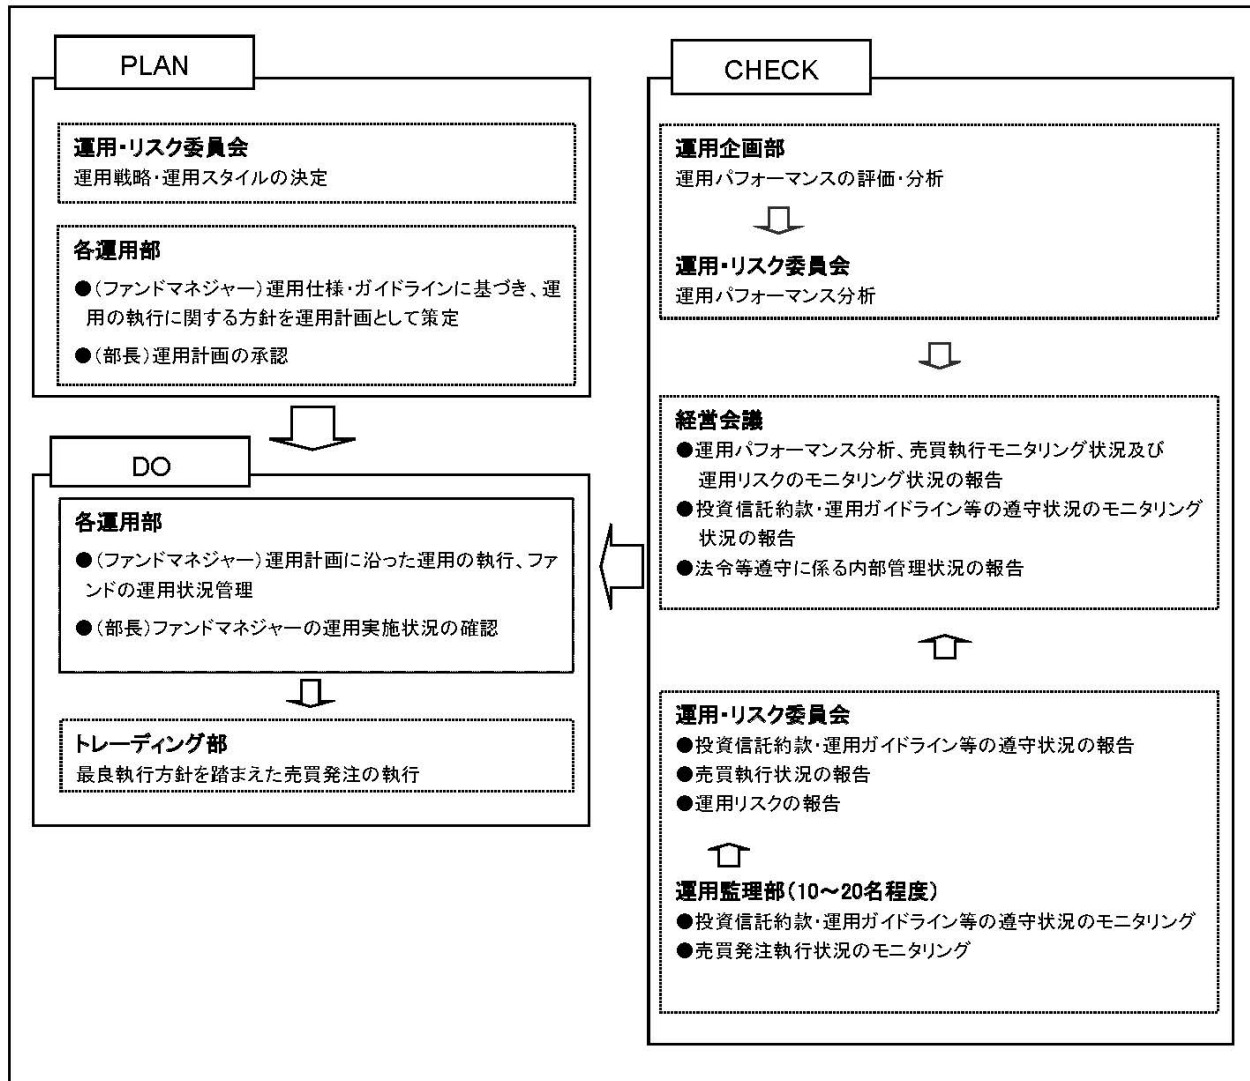 PLAN
運用・リスク委員会
運用戦略・運用スタイルの決定
各運用部
●(ファンドマネジャー)運用仕様・ガイドラインに基づき、運
用の執行に関する方針を運用計画として策定
●(部長)運用計画の承認
DO
各運用部
●(ファンドマネジャー)運用計画に沿った運用の執行、ファ
ンドの運用状況管理
●(部長)ファンドマネジャーの運用実施状況の確認
トレーディング部
最良執行方針を踏まえた売買発注の執行
CHECK
運用企画部
運用パフォーマンスの評価・分析
運用・リスク委員会
運用パフォーマンス分析
経営会議
●運用パフォーマンス分析、売買執行モニタリング状況及び
運用リスクのモニタリング状況の報告
●投資信託約款・運用ガイドライン等の遵守状況のモニタリング
状況の報告
●法令等遵守に係る内部管理状況の報告
運用・リスク委員会
●投資信託約款・運用ガイドライン等の遵守状況の報告
●売買執行状況の報告
●運用リスクの報告
運用監理部(10～20名程度)
●投資信託約款・運用ガイドライン等の遵守状況のモニタリング
●売買発注執行状況のモニタリング